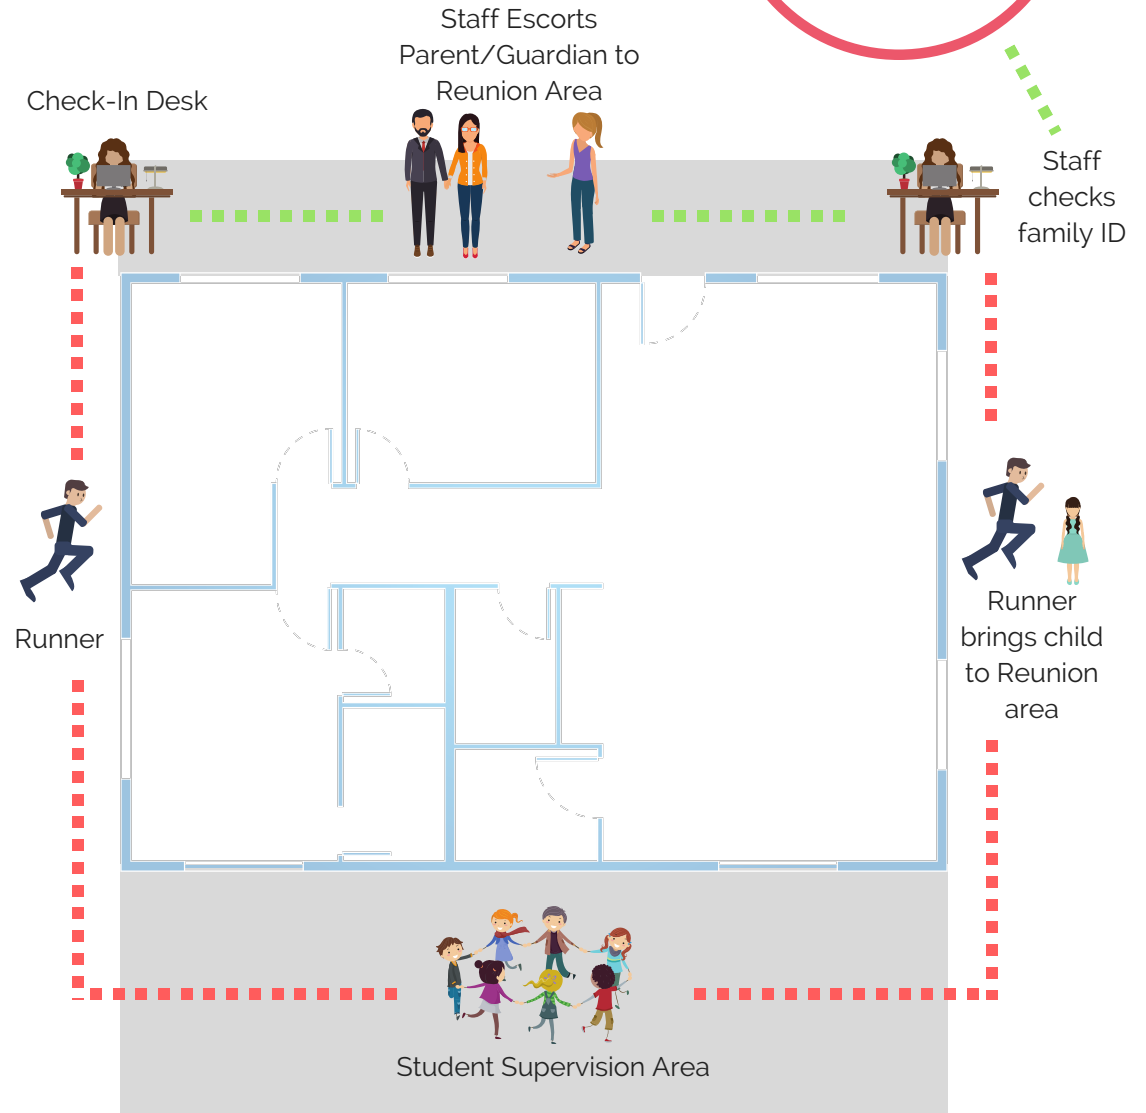 Staff Escorts
Parent/Guardian to
Reunion Area
Check-In Desk
Staff
checks
family ID
Runner
Runner
brings child
to Reunion
area
Student Supervision Area